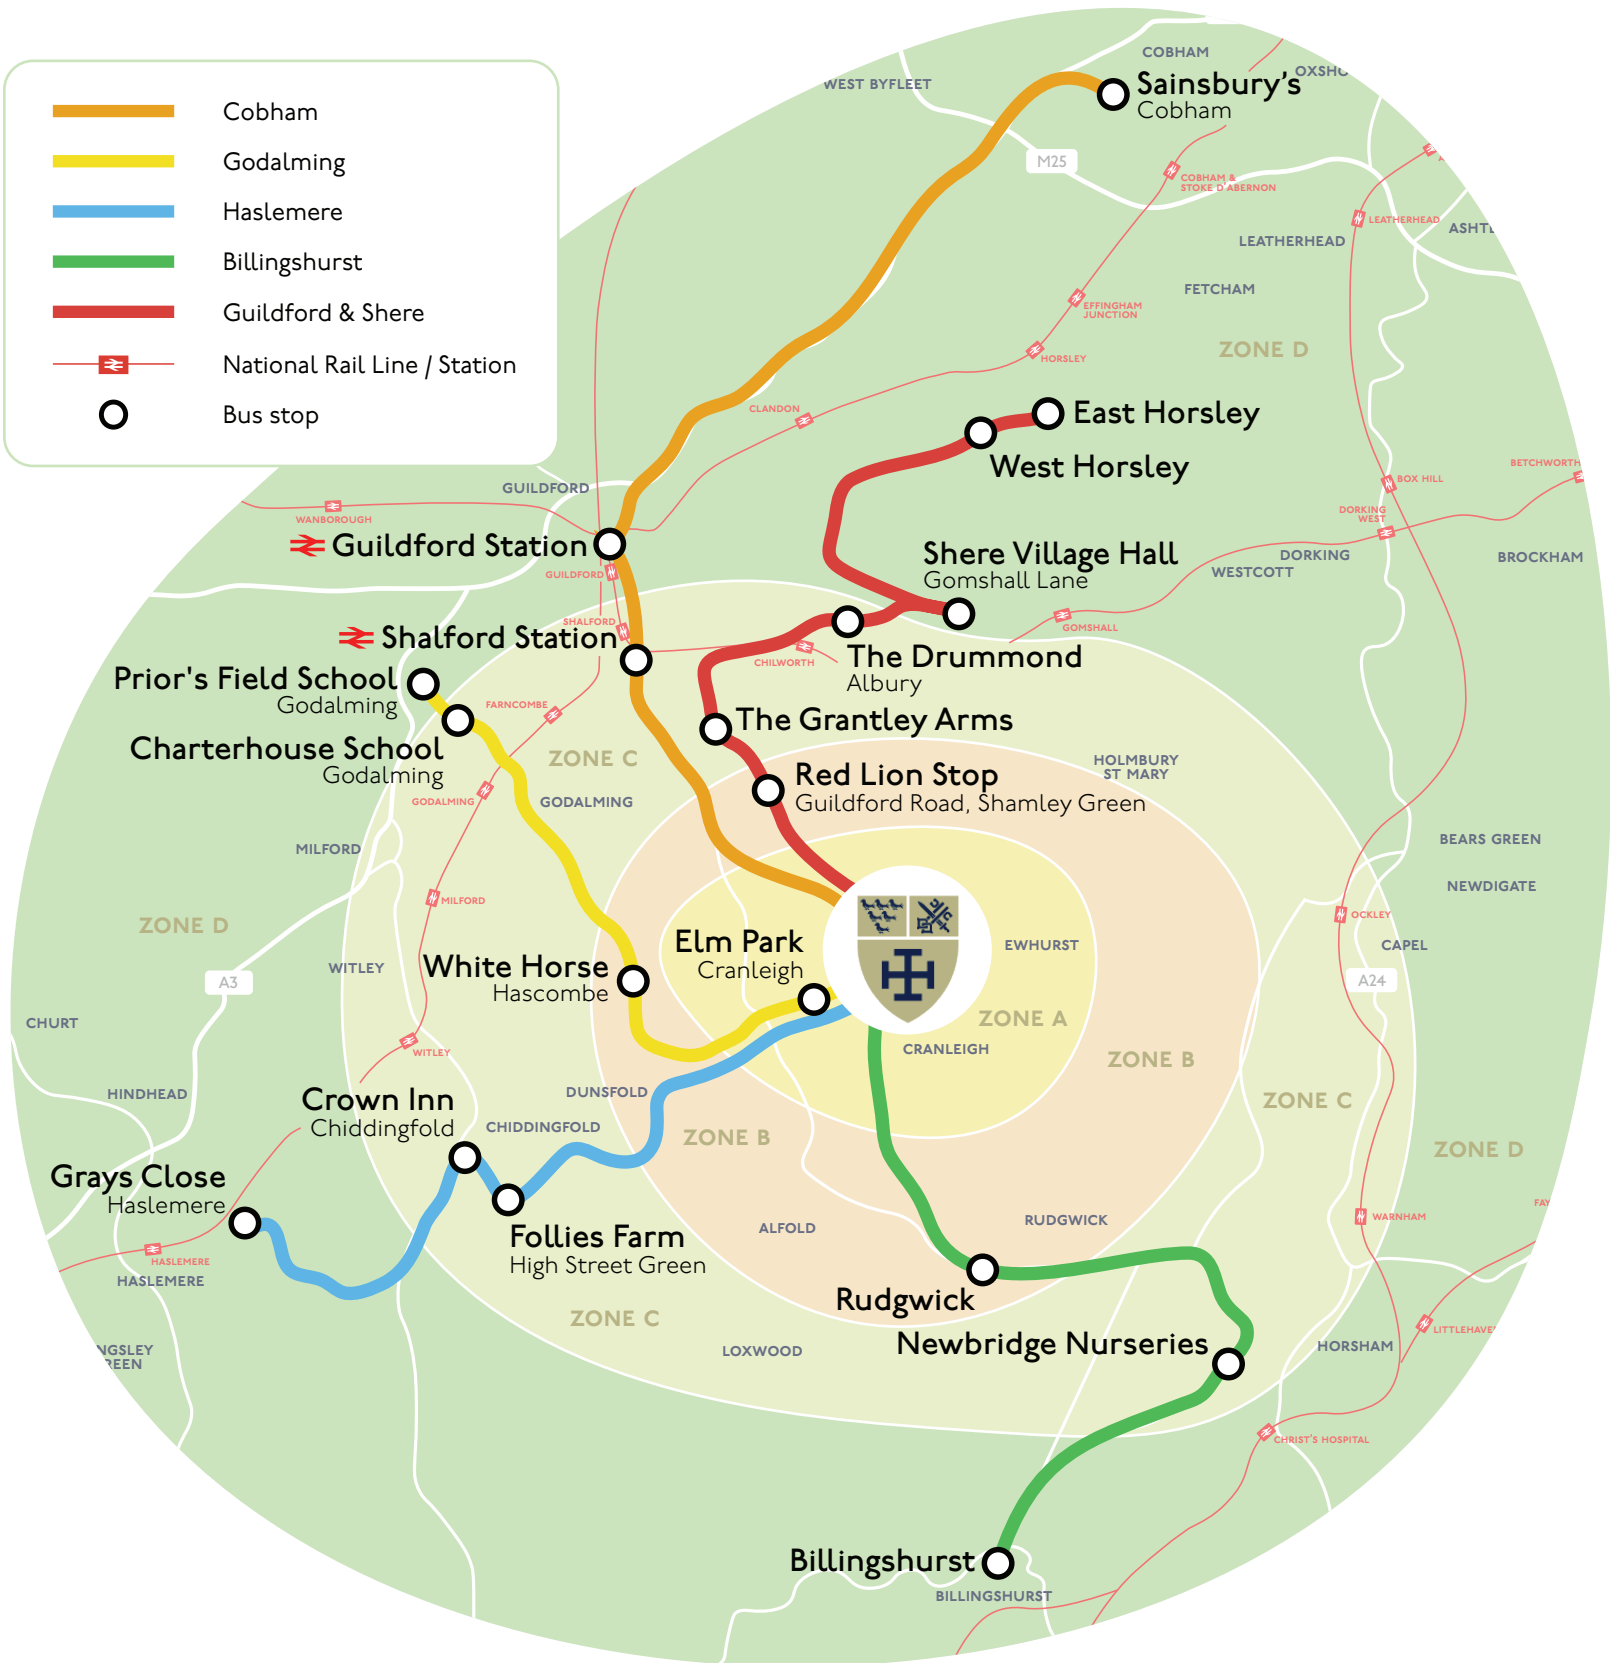 Cobham
Godalming
Haslemere
Billingshurst
Guildford & Shere
National Rail Line / Station
Bus stop
COBHAM
WEST BYFLEET
Sainsbury's
Cobham
M25
COBHAM &
STOKE D'ABERNON
LEATHERHEAD
LEATHERHEAD
FETCHAM
EFFINGHAM
JUNCTION
ZONE D
HORSLEY
CLANDON
East Horsley
West Horsley
BETCHWORTH
BOX HILL
GUILDFORD
WANBOROUGH
DORKING
WEST
Guildford Station
GUILDFORD
Shere Village Hall
Gomshall Lane
DORKING
WESTCOTT
BROCKHAM
SHALFORD
Shalford Station
GOMSHALL
CHILWORTH
The Drummond
Albury
Prior's Field School
Godalming
FARNCOMBE
The Grantley Arms
Charterhouse School
Godalming
ZONE C
HOLMBURY
ST MARY
Red Lion Stop
Guildford Road, Shamley Green
GODALMING
GODALMING
MILFORD
BEARS GREEN
NEWDIGATE
MILFORD
OCKLEY
ZONE D
Elm Park
Cranleigh
EWHURST
CAPEL
WITLEY
White Horse
Hascombe
A3
A24
CHURT
ZONE A
WITLEY
CRANLEIGH
ZONE B
HINDHEAD
Crown Inn
Chiddingfold
DUNSFOLD
ZONE C
CHIDDINGFOLD
ZONE B
ZONE D
Grays Close
Haslemere
FAY
WARNHAM
ALFOLD
RUDGWICK
Follies Farm
High Street Green
HASLEMERE
HASLEMERE
Rudgwick
ZONE C
LITTLEHAVE
Newbridge Nurseries
HORSHAM
LOXWOOD
NGSLEY
REEN
CHRIST'S HOSPITAL
Billingshurst
BILLINGSHURST